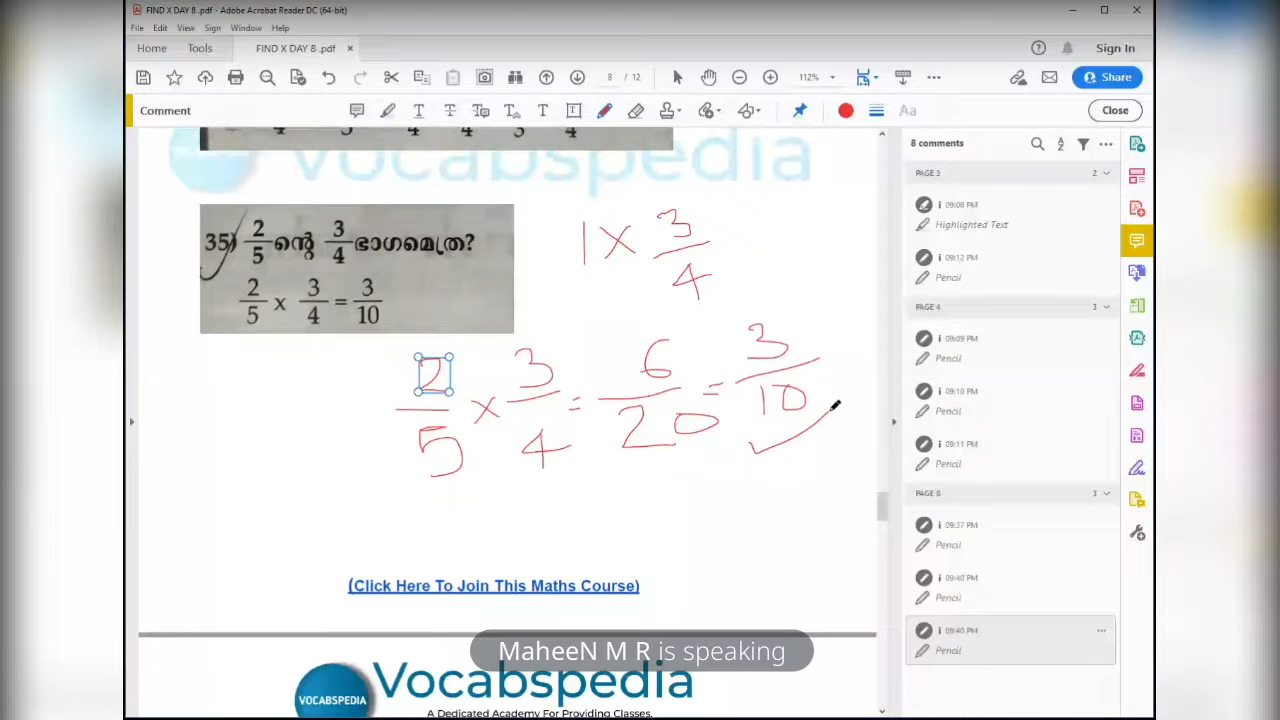 FIND X DAY 8 .pdf - Adobe Acrobat Reader DC (64-bit)
File Edit View Sign Window Help
Home Tools FIND X DAY 8 .pdf × Sign In
8 / 12 112% Share
Comment Aa Close
Vocabspedia
35) 2/5 ന്റെ 3/4 ഭാഗമെത്ര?
2/5 x 3/4 = 3/10
1 × 3/4
2/5 × 3/4 = 6/20 = 3/10
(Click Here To Join This Maths Course)
MaheeN M R is speaking
VOCABSPEDIA
Vocabspedia
A Dedicated Academy For Providing Classes.
8 comments
PAGE 3 2
i 09:08 PM
Highlighted Text
i 09:12 PM
Pencil
PAGE 4 3
i 09:09 PM
Pencil
i 09:10 PM
Pencil
i 09:11 PM
Pencil
PAGE 8 3
i 09:37 PM
Pencil
i 09:40 PM
Pencil
i 09:40 PM
Pencil